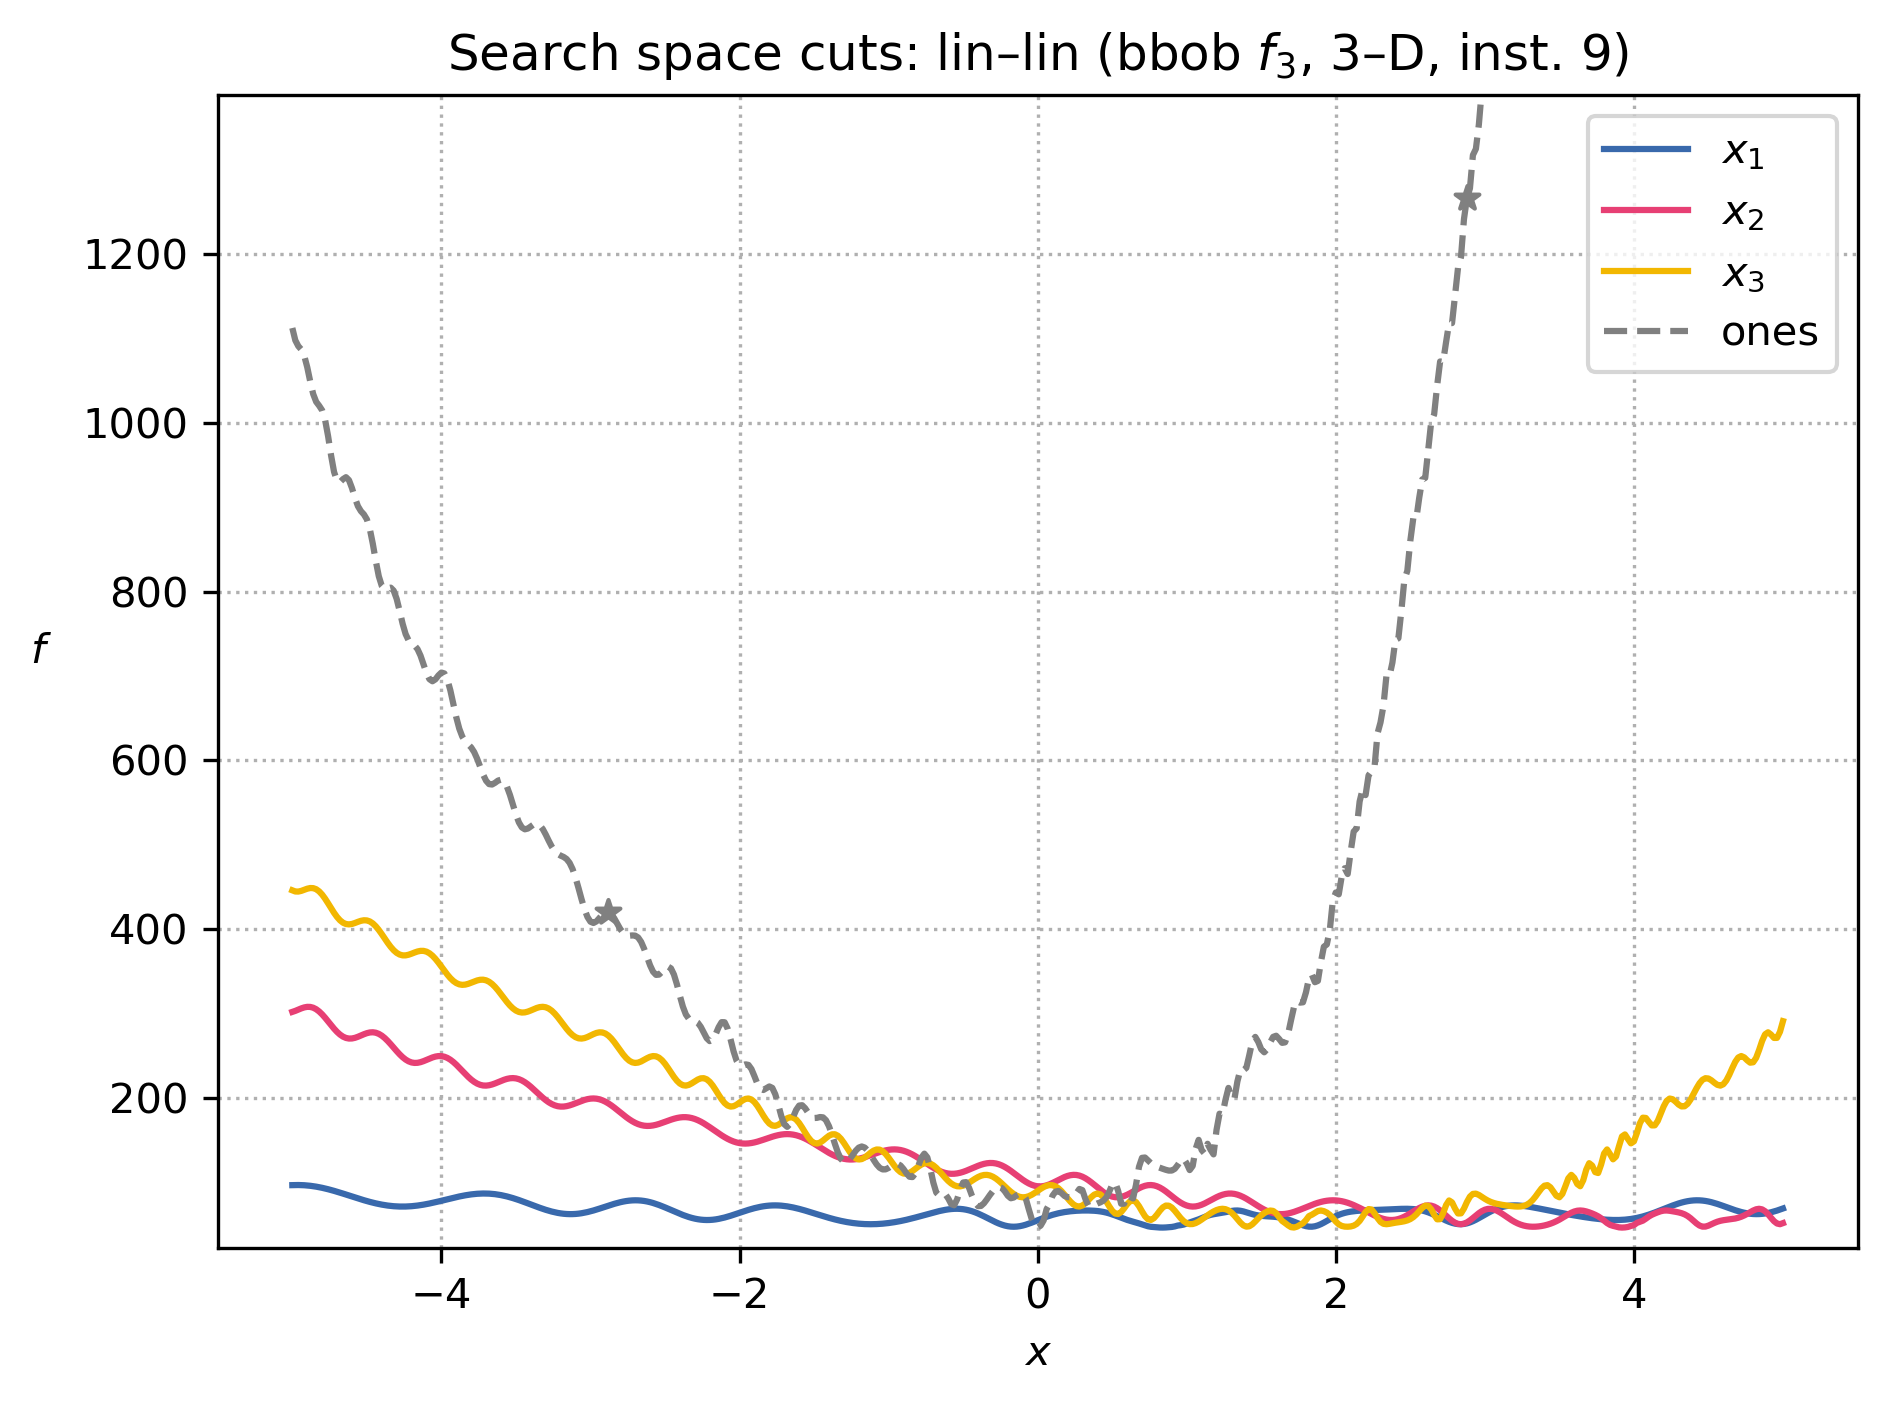 Search space cuts: lin–lin (bbob f₃, 3–D, inst. 9)
x₁
x₂
x₃
ones
1200
1000
800
600
400
200
f
−4
−2
0
2
4
x